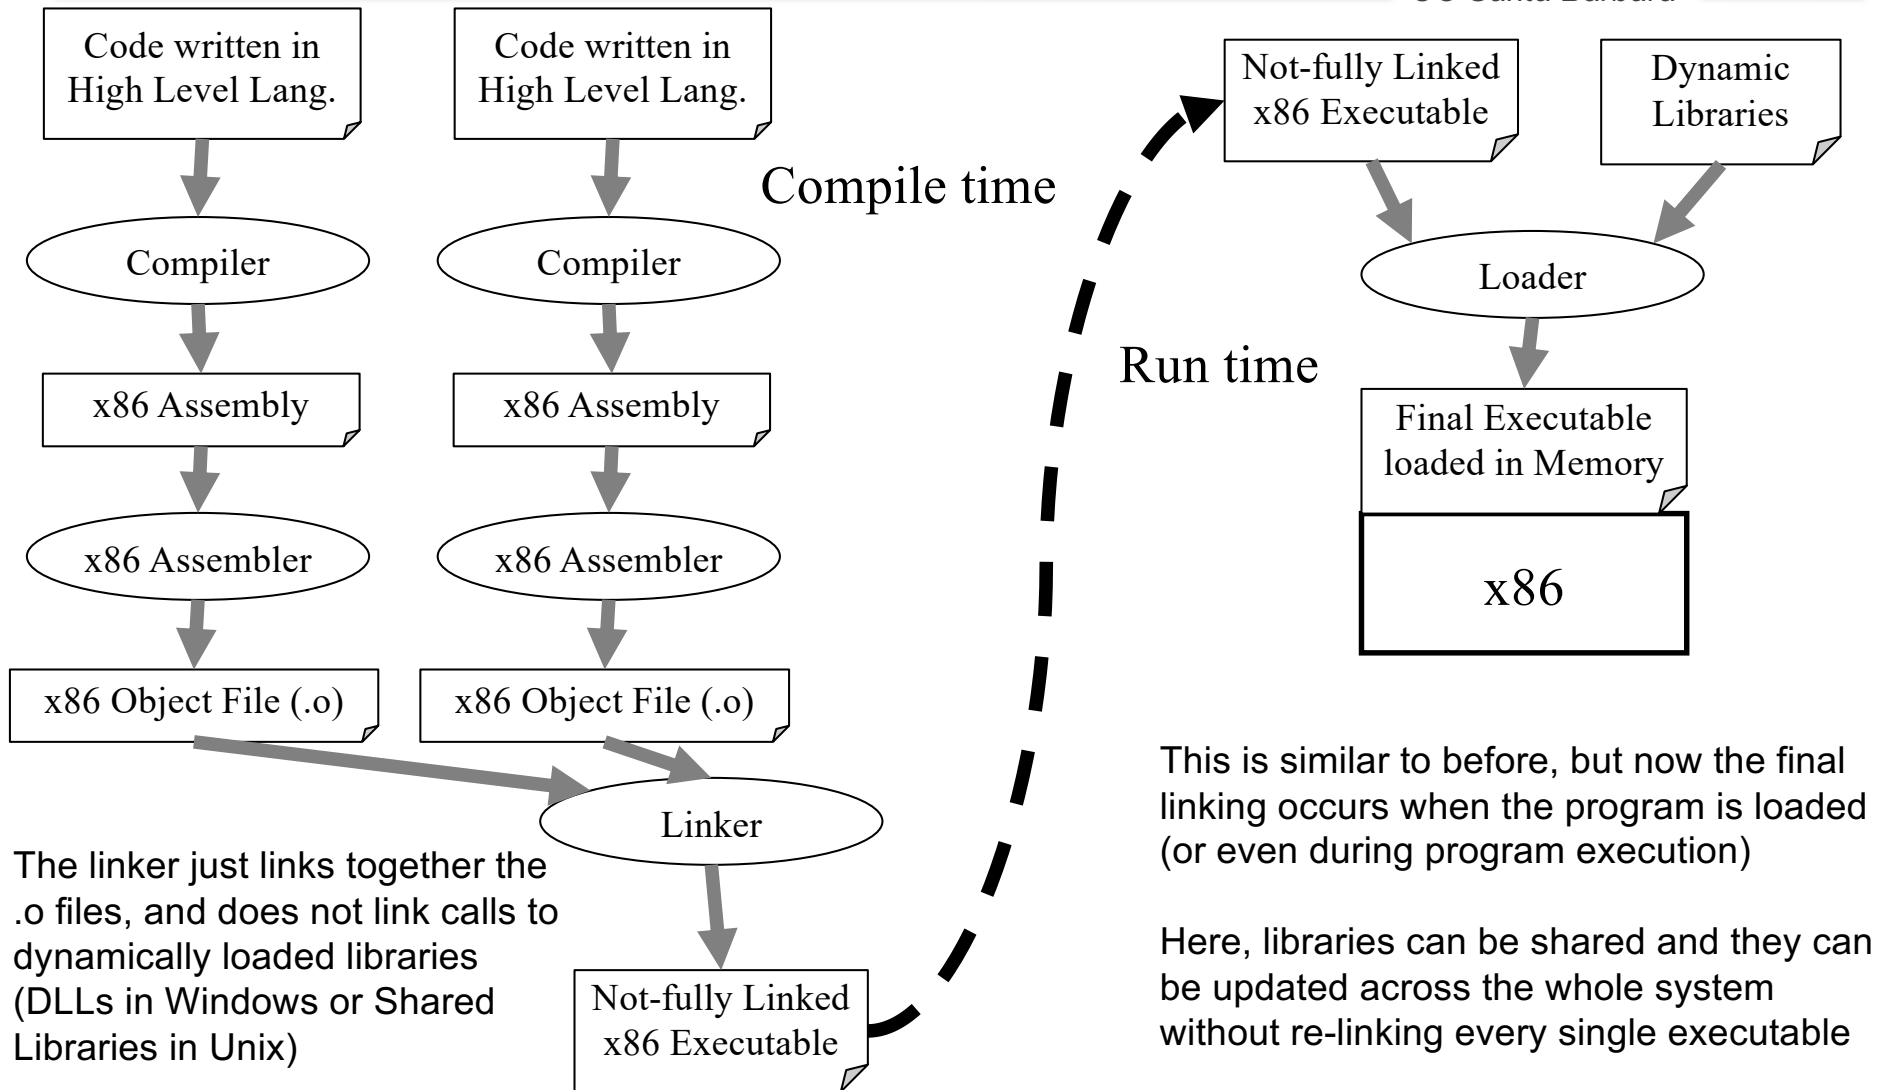 Code written in
High Level Lang.
Compiler
x86 Assembly
x86 Assembler
x86 Object File (.o)
Code written in
High Level Lang.
Compiler
x86 Assembly
x86 Assembler
x86 Object File (.o)
Linker
Not-fully Linked
x86 Executable
The linker just links together the
.o files, and does not link calls to
dynamically loaded libraries
(DLLs in Windows or Shared
Libraries in Unix)
Compile time
Run time
Not-fully Linked
x86 Executable
Dynamic
Libraries
Loader
Final Executable
loaded in Memory
x86
This is similar to before, but now the final
linking occurs when the program is loaded
(or even during program execution)
Here, libraries can be shared and they can
be updated across the whole system
without re-linking every single executable